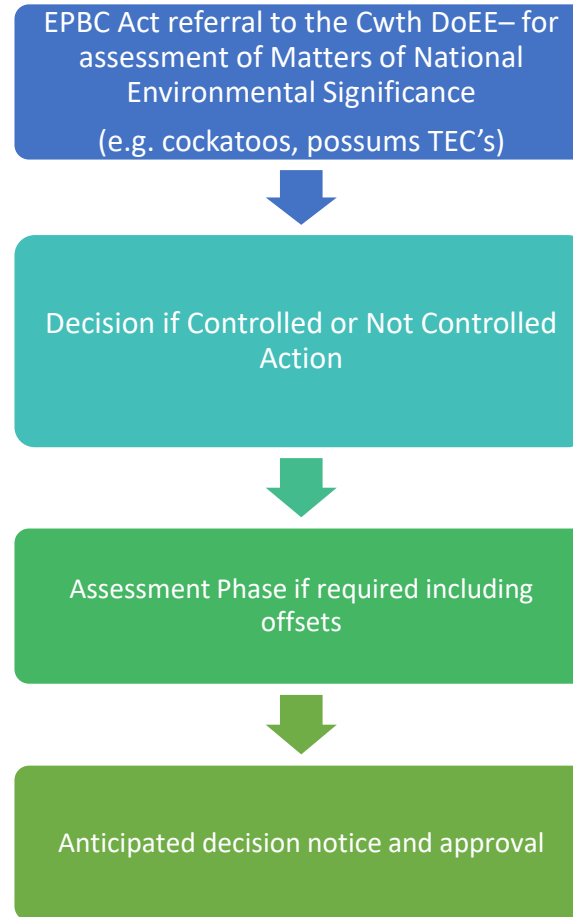 EPBC Act referral to the Cwth DoEE– for
assessment of Matters of National
Environmental Significance
(e.g. cockatoos, possums TEC's)
Decision if Controlled or Not Controlled
Action
Assessment Phase if required including
offsets
Anticipated decision notice and approval